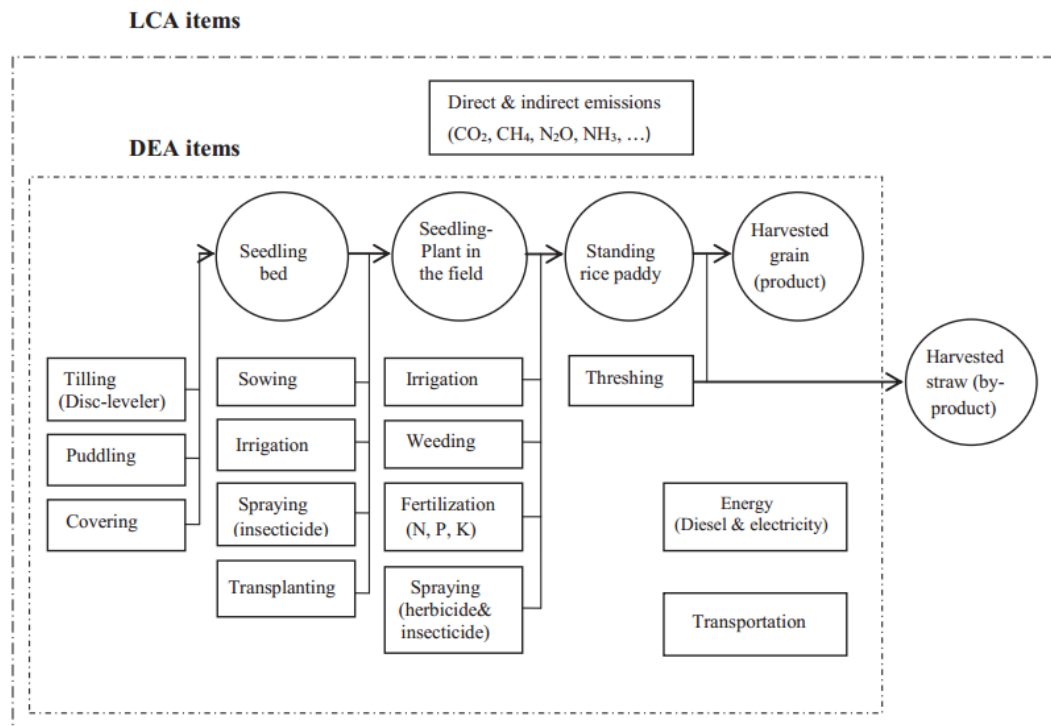 LCA items
Direct & indirect emissions
(CO₂, CH₄, N₂O, NH₃, …)
DEA items
Seedling
bed
Seedling-
Plant in
the field
Standing
rice paddy
Harvested
grain
(product)
Harvested
straw (by-
product)
Tilling
(Disc-leveler)
Puddling
Covering
Sowing
Irrigation
Spraying
(insecticide)
Transplanting
Irrigation
Weeding
Fertilization
(N, P, K)
Spraying
(herbicide&
insecticide)
Threshing
Energy
(Diesel & electricity)
Transportation